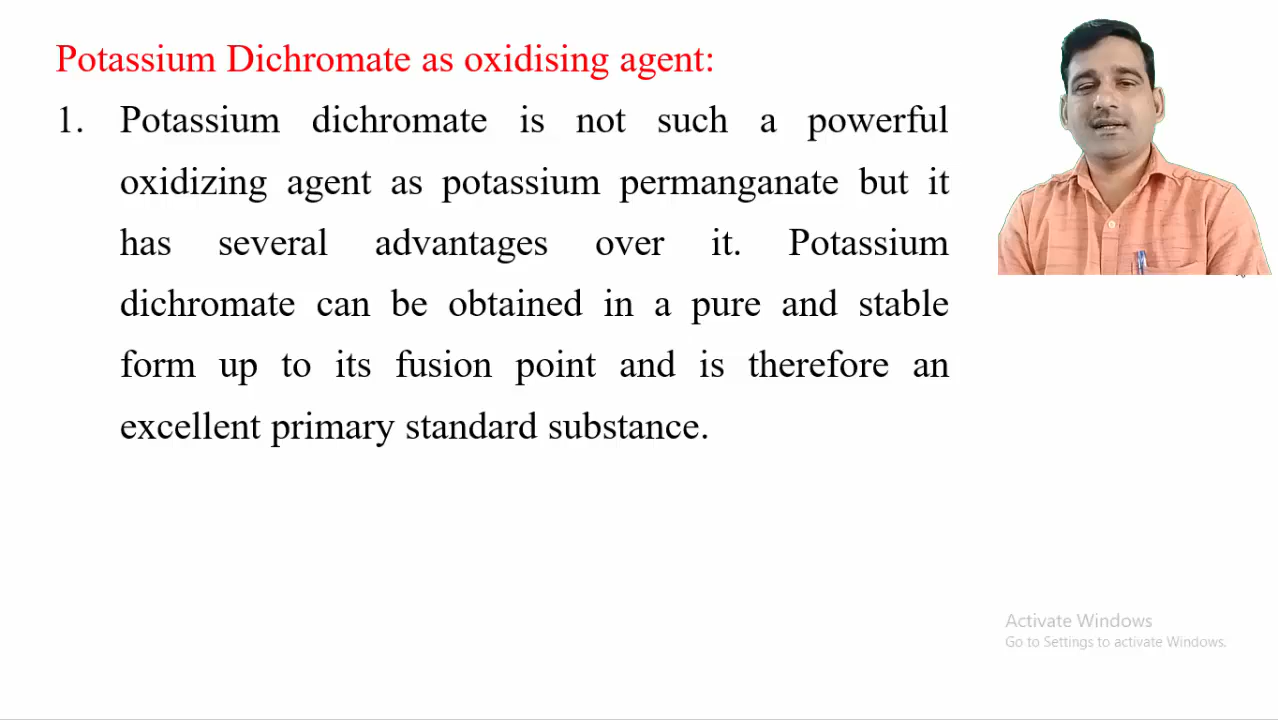 Potassium Dichromate as oxidising agent:
1. Potassium dichromate is not such a powerful
oxidizing agent as potassium permanganate but it
has several advantages over it. Potassium
dichromate can be obtained in a pure and stable
form up to its fusion point and is therefore an
excellent primary standard substance.
Activate Windows
Go to Settings to activate Windows.